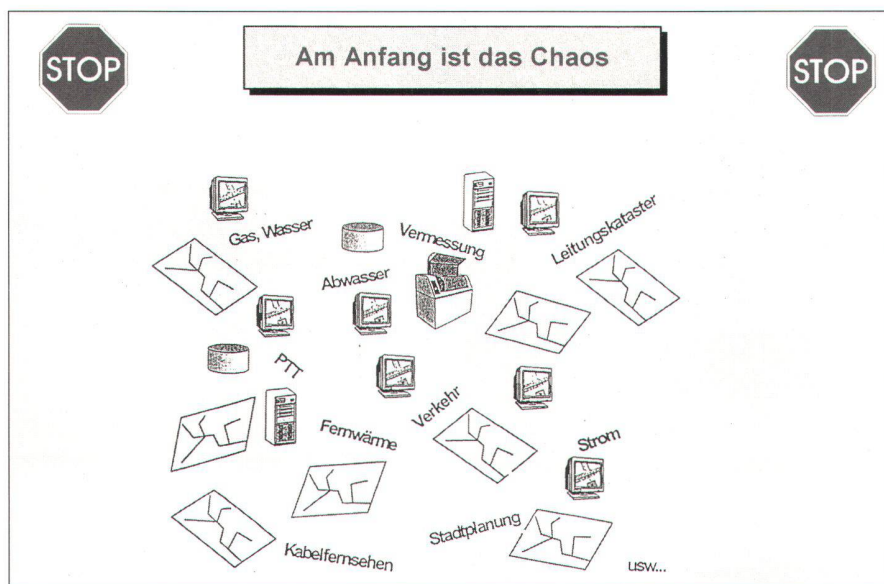 STOP
Am Anfang ist das Chaos
STOP
Gas, Wasser
Vermessung
Leitungskataster
Abwasser
PTT
Verkehr
Fernwärme
Strom
Stadtplanung
Kabelfernsehen
usw...